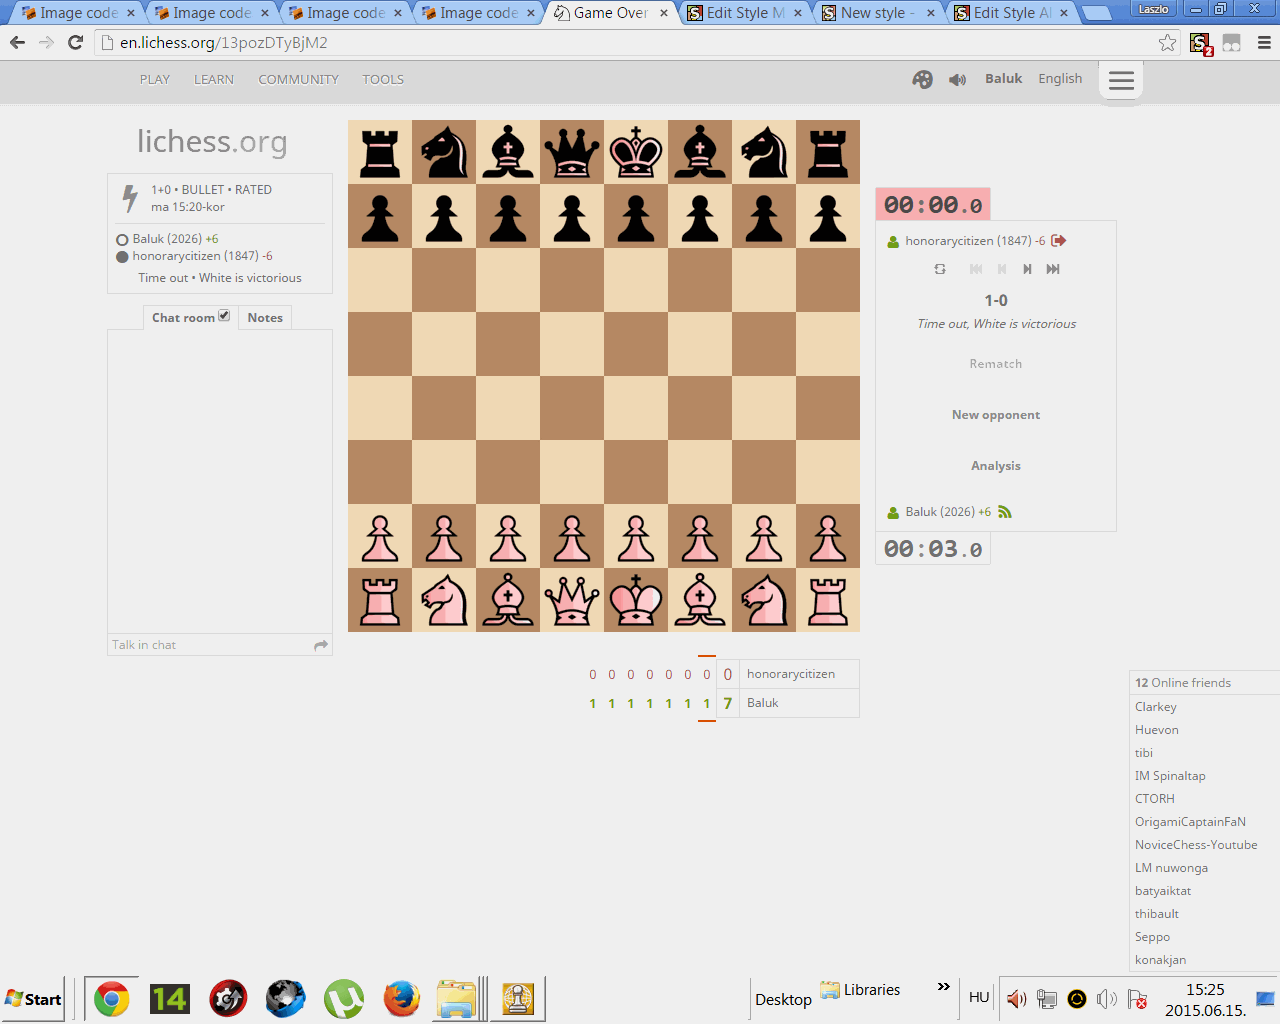 Image code
Image code
Image code
Image code
Game Over
Edit Style M
New style -
Edit Style Al
Laszlo
en.lichess.org/13pozDTyBjM2
2
PLAY LEARN COMMUNITY TOOLS
Baluk English
lichess.org
1+0 • BULLET • RATED
ma 15:20-kor
Baluk (2026) +6
honorarycitizen (1847) -6
Time out • White is victorious
Chat room Notes
Talk in chat
00:00.0
honorarycitizen (1847) -6
1-0
Time out, White is victorious
Rematch
New opponent
Analysis
Baluk (2026) +6
00:03.0
0 0 0 0 0 0 0 0 honorarycitizen
1 1 1 1 1 1 1 7 Baluk
12 Online friends
Clarkey
Huevon
tibi
IM Spinaltap
CTORH
OrigamiCaptainFaN
NoviceChess-Youtube
LM nuwonga
batyaiktat
thibault
Seppo
konakjan
Start
14
Desktop
Libraries
»
HU
15:25
2015.06.15.